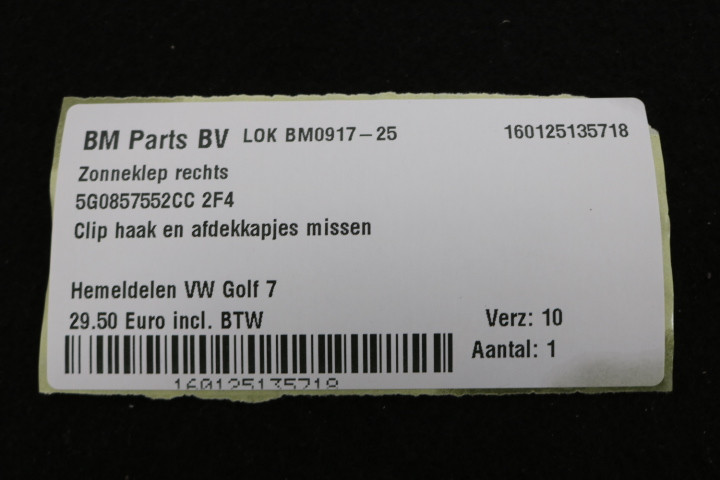 BM Parts BV LOK BM0917-25 160125135718
Zonneklep rechts
5G0857552CC 2F4
Clip haak en afdekkapjes missen
Hemeldelen VW Golf 7
29.50 Euro incl. BTW Verz: 10
Aantal: 1
160125135718